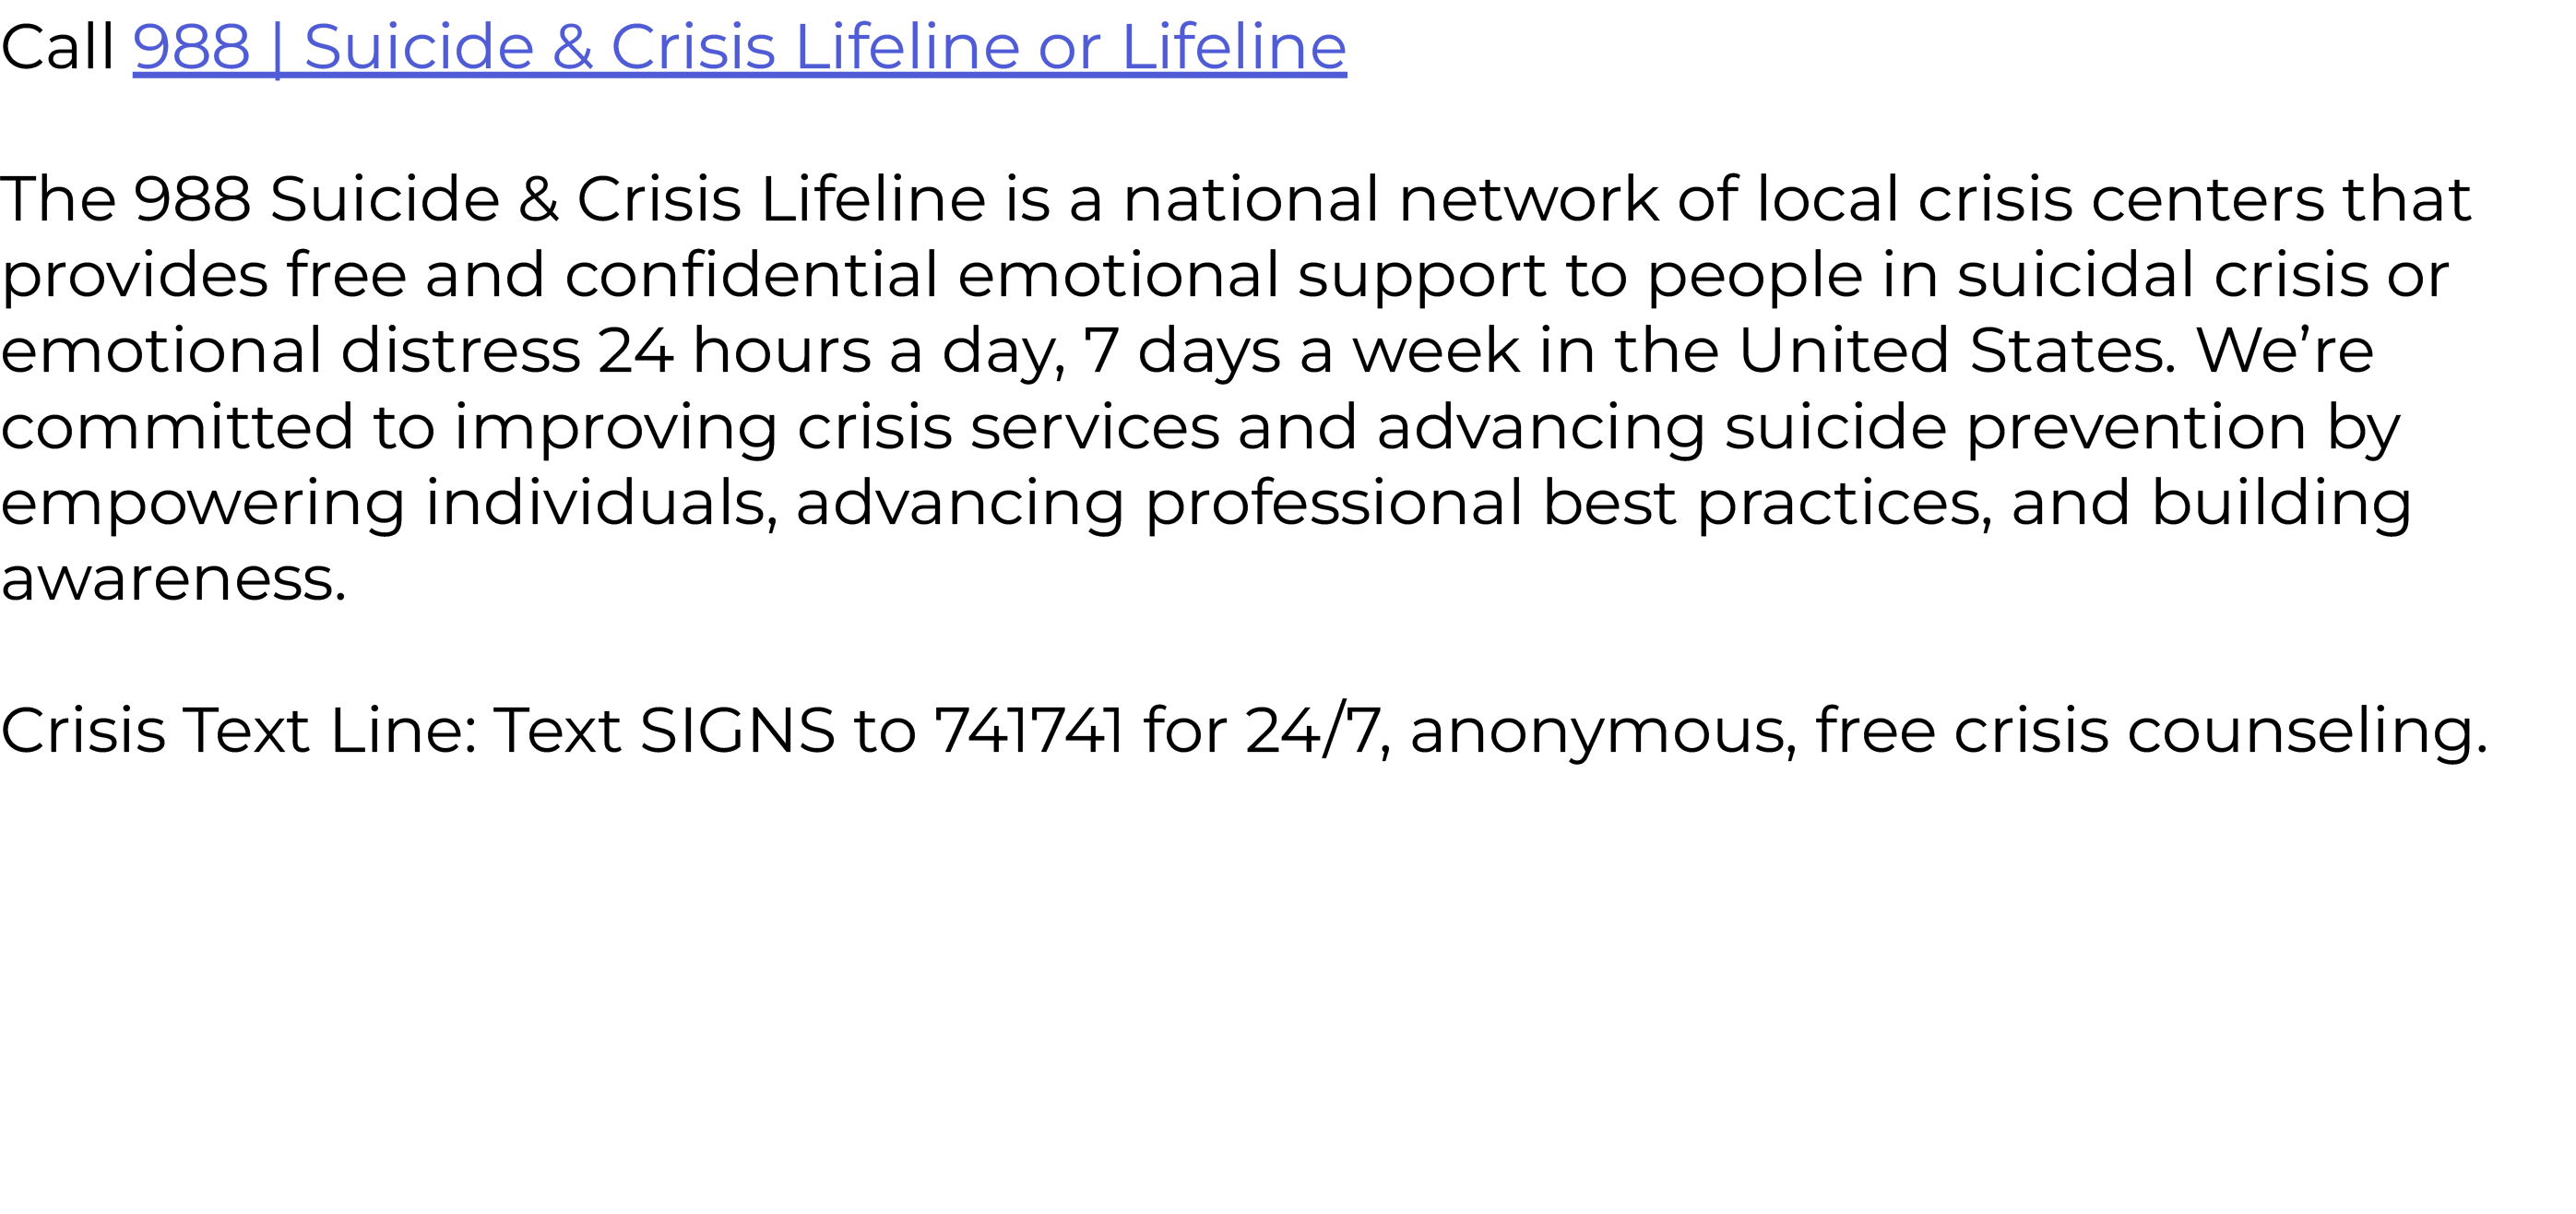 Call 988 | Suicide & Crisis Lifeline or Lifeline
The 988 Suicide & Crisis Lifeline is a national network of local crisis centers that
provides free and confidential emotional support to people in suicidal crisis or
emotional distress 24 hours a day, 7 days a week in the United States. We’re
committed to improving crisis services and advancing suicide prevention by
empowering individuals, advancing professional best practices, and building
awareness.
Crisis Text Line: Text SIGNS to 741741 for 24/7, anonymous, free crisis counseling.